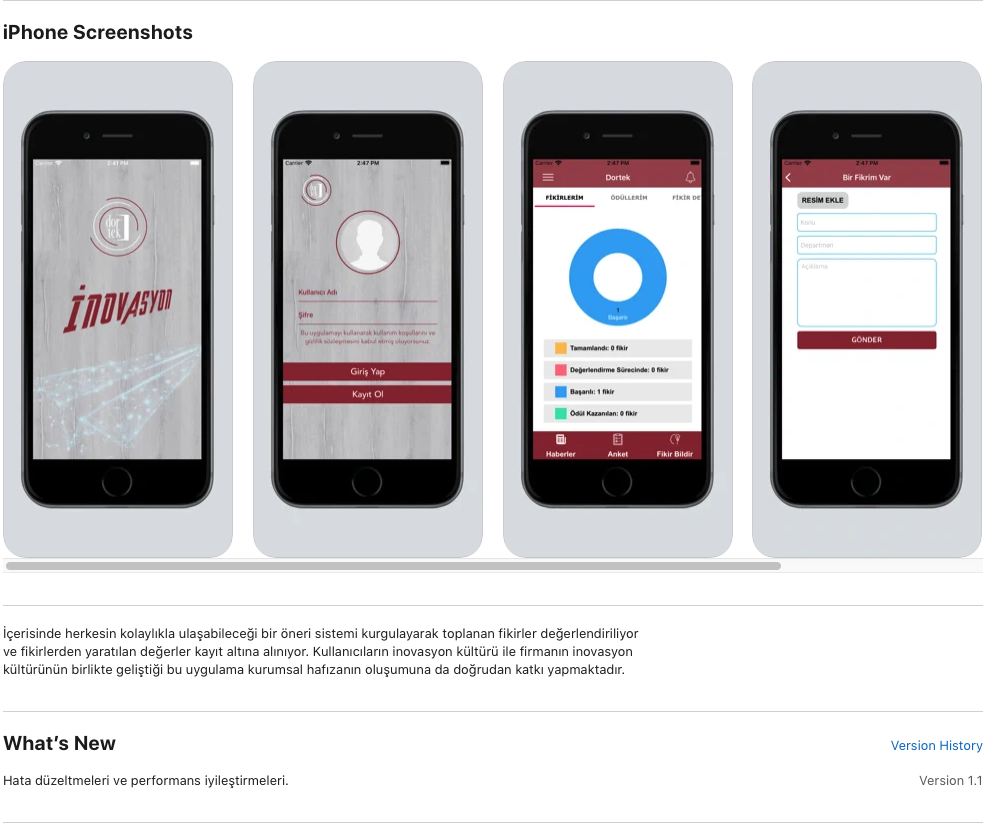 iPhone Screenshots
Carrier 2:47 PM
dor
tek
İNOVASYON
Carrier 2:47 PM
Kullanıcı Adı
Şifre
Bu uygulamayı kullanarak kullanım koşullarını ve
gizlilik sözleşmesini kabul etmiş oluyorsunuz.
Giriş Yap
Kayıt Ol
Carrier 2:47 PM
Dortek
FİKİRLERİM ÖDÜLLERİM FİKİR DE
1
Başarılı
Tamamlandı: 0 fikir
Değerlendirme Sürecinde: 0 fikir
Başarılı: 1 fikir
Ödül Kazanılan: 0 fikir
Haberler Anket Fikir Bildir
Carrier 2:47 PM
Bir Fikrim Var
RESİM EKLE
Konu
Departman
Açıklama
GÖNDER
İçerisinde herkesin kolaylıkla ulaşabileceği bir öneri sistemi kurgulayarak toplanan fikirler değerlendiriliyor
ve fikirlerden yaratılan değerler kayıt altına alınıyor. Kullanıcıların inovasyon kültürü ile firmanın inovasyon
kültürünün birlikte geliştiği bu uygulama kurumsal hafızanın oluşumuna da doğrudan katkı yapmaktadır.
What's New
Version History
Hata düzeltmeleri ve performans iyileştirmeleri.
Version 1.1